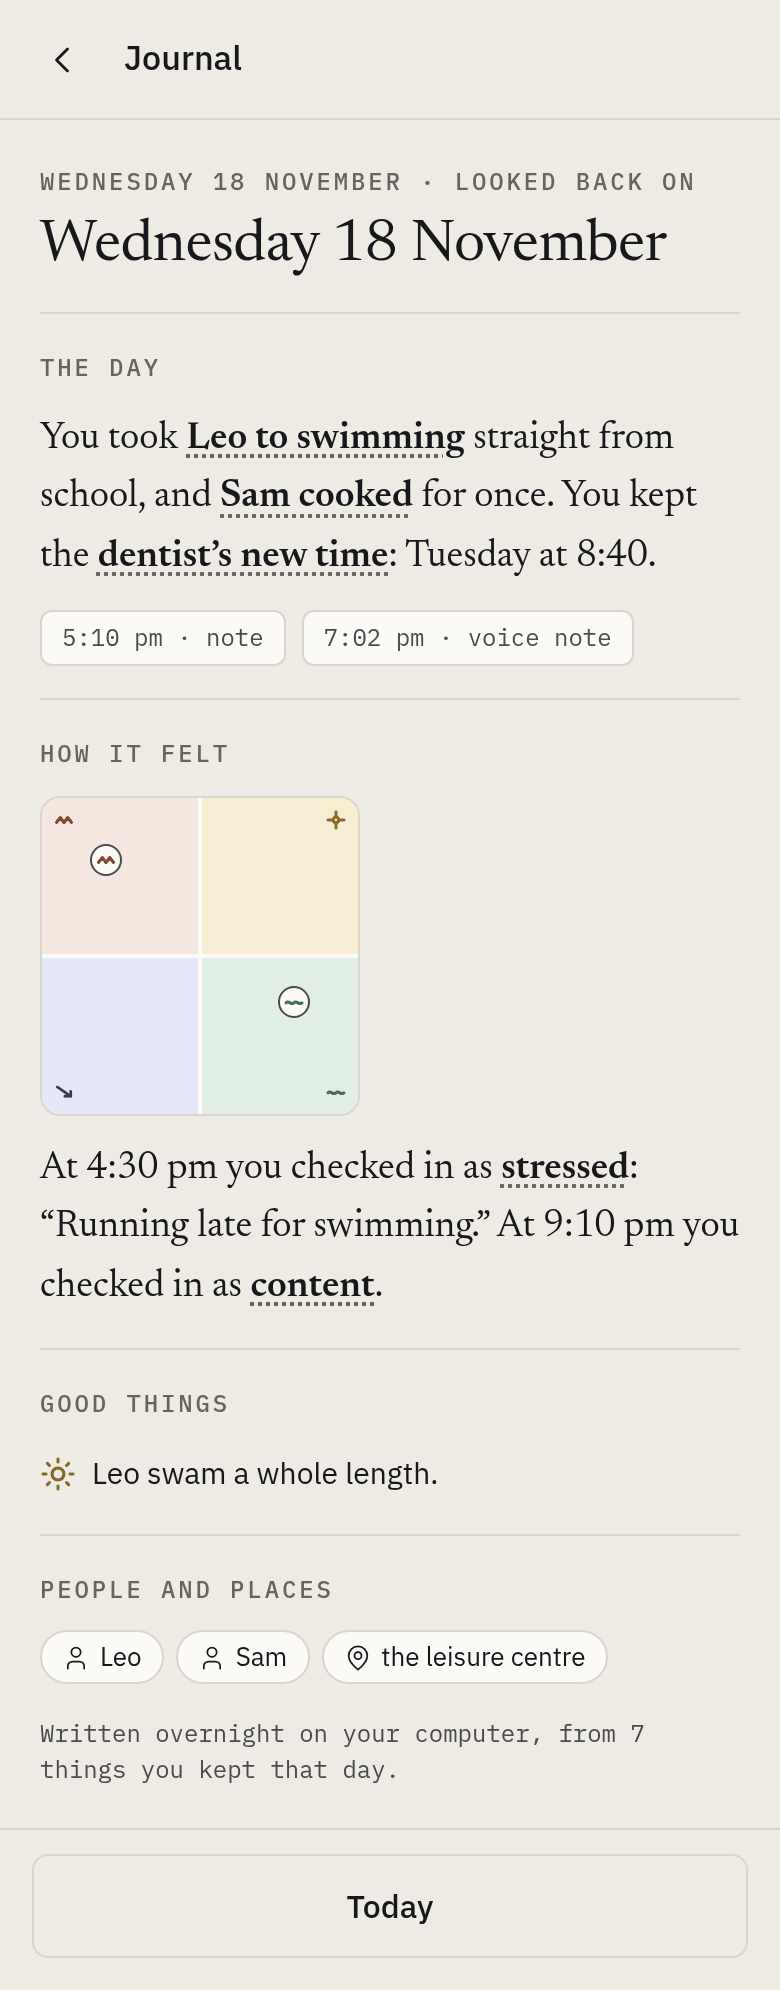 Journal
WEDNESDAY 18 NOVEMBER · LOOKED BACK ON
Wednesday 18 November
THE DAY
You took Leo to swimming straight from
school, and Sam cooked for once. You kept
the dentist’s new time: Tuesday at 8:40.
5:10 pm · note
7:02 pm · voice note
HOW IT FELT
At 4:30 pm you checked in as stressed:
“Running late for swimming.” At 9:10 pm you
checked in as content.
GOOD THINGS
Leo swam a whole length.
PEOPLE AND PLACES
Leo
Sam
the leisure centre
Written overnight on your computer, from 7
things you kept that day.
Today